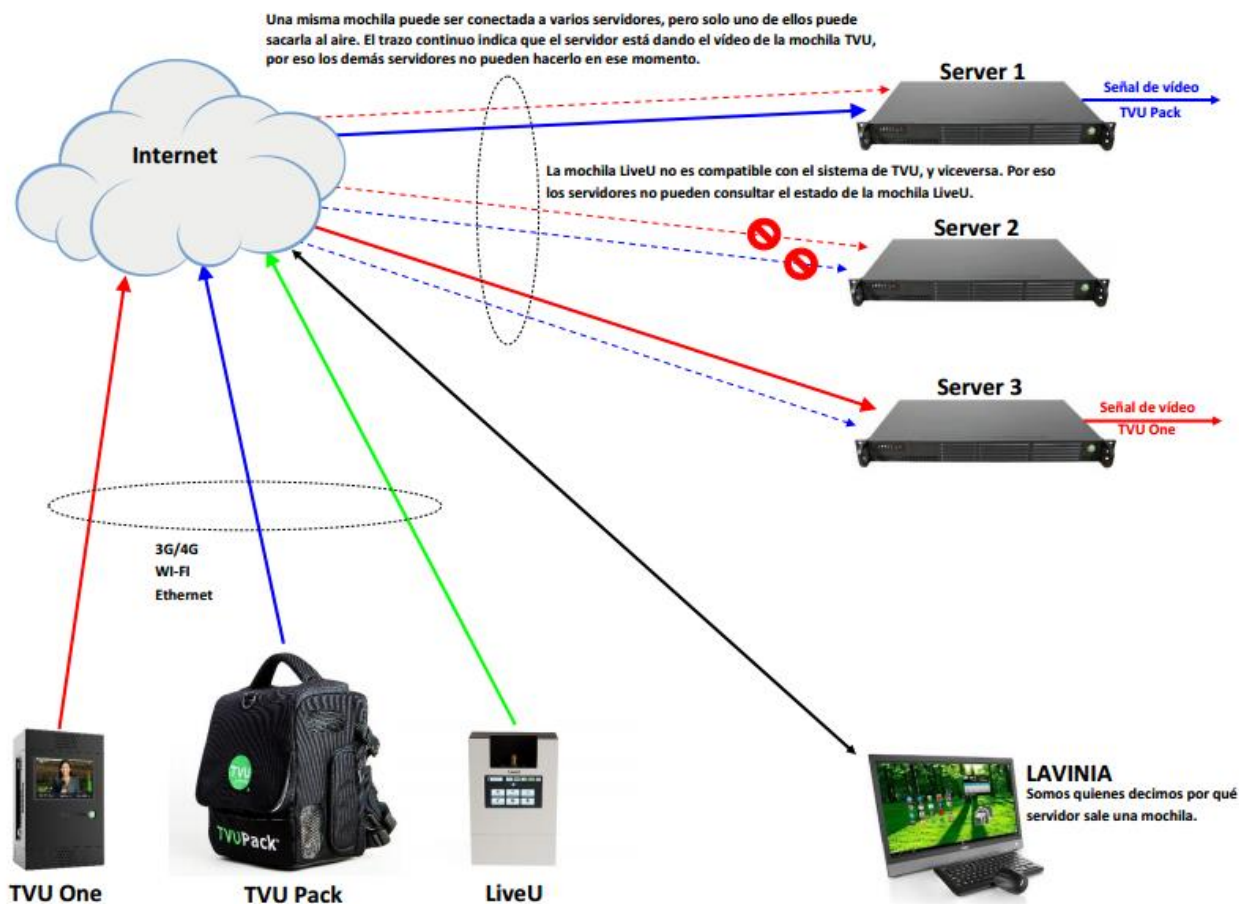 Una misma mochila puede ser conectada a varios servidores, pero solo uno de ellos puede
sacarla al aire. El trazo continuo indica que el servidor está dando el vídeo de la mochila TVU,
por eso los demás servidores no pueden hacerlo en ese momento.
Server 1
Señal de vídeo
TVU Pack
Internet
La mochila LiveU no es compatible con el sistema de TVU, y viceversa. Por eso
los servidores no pueden consultar el estado de la mochila LiveU.
Server 2
Server 3
Señal de vídeo
TVU One
3G/4G
WI-FI
Ethernet
TVU
TVUPack
LiveU
LAVINIA
Somos quienes decimos por qué
servidor sale una mochila.
TVU One
TVU Pack
LiveU